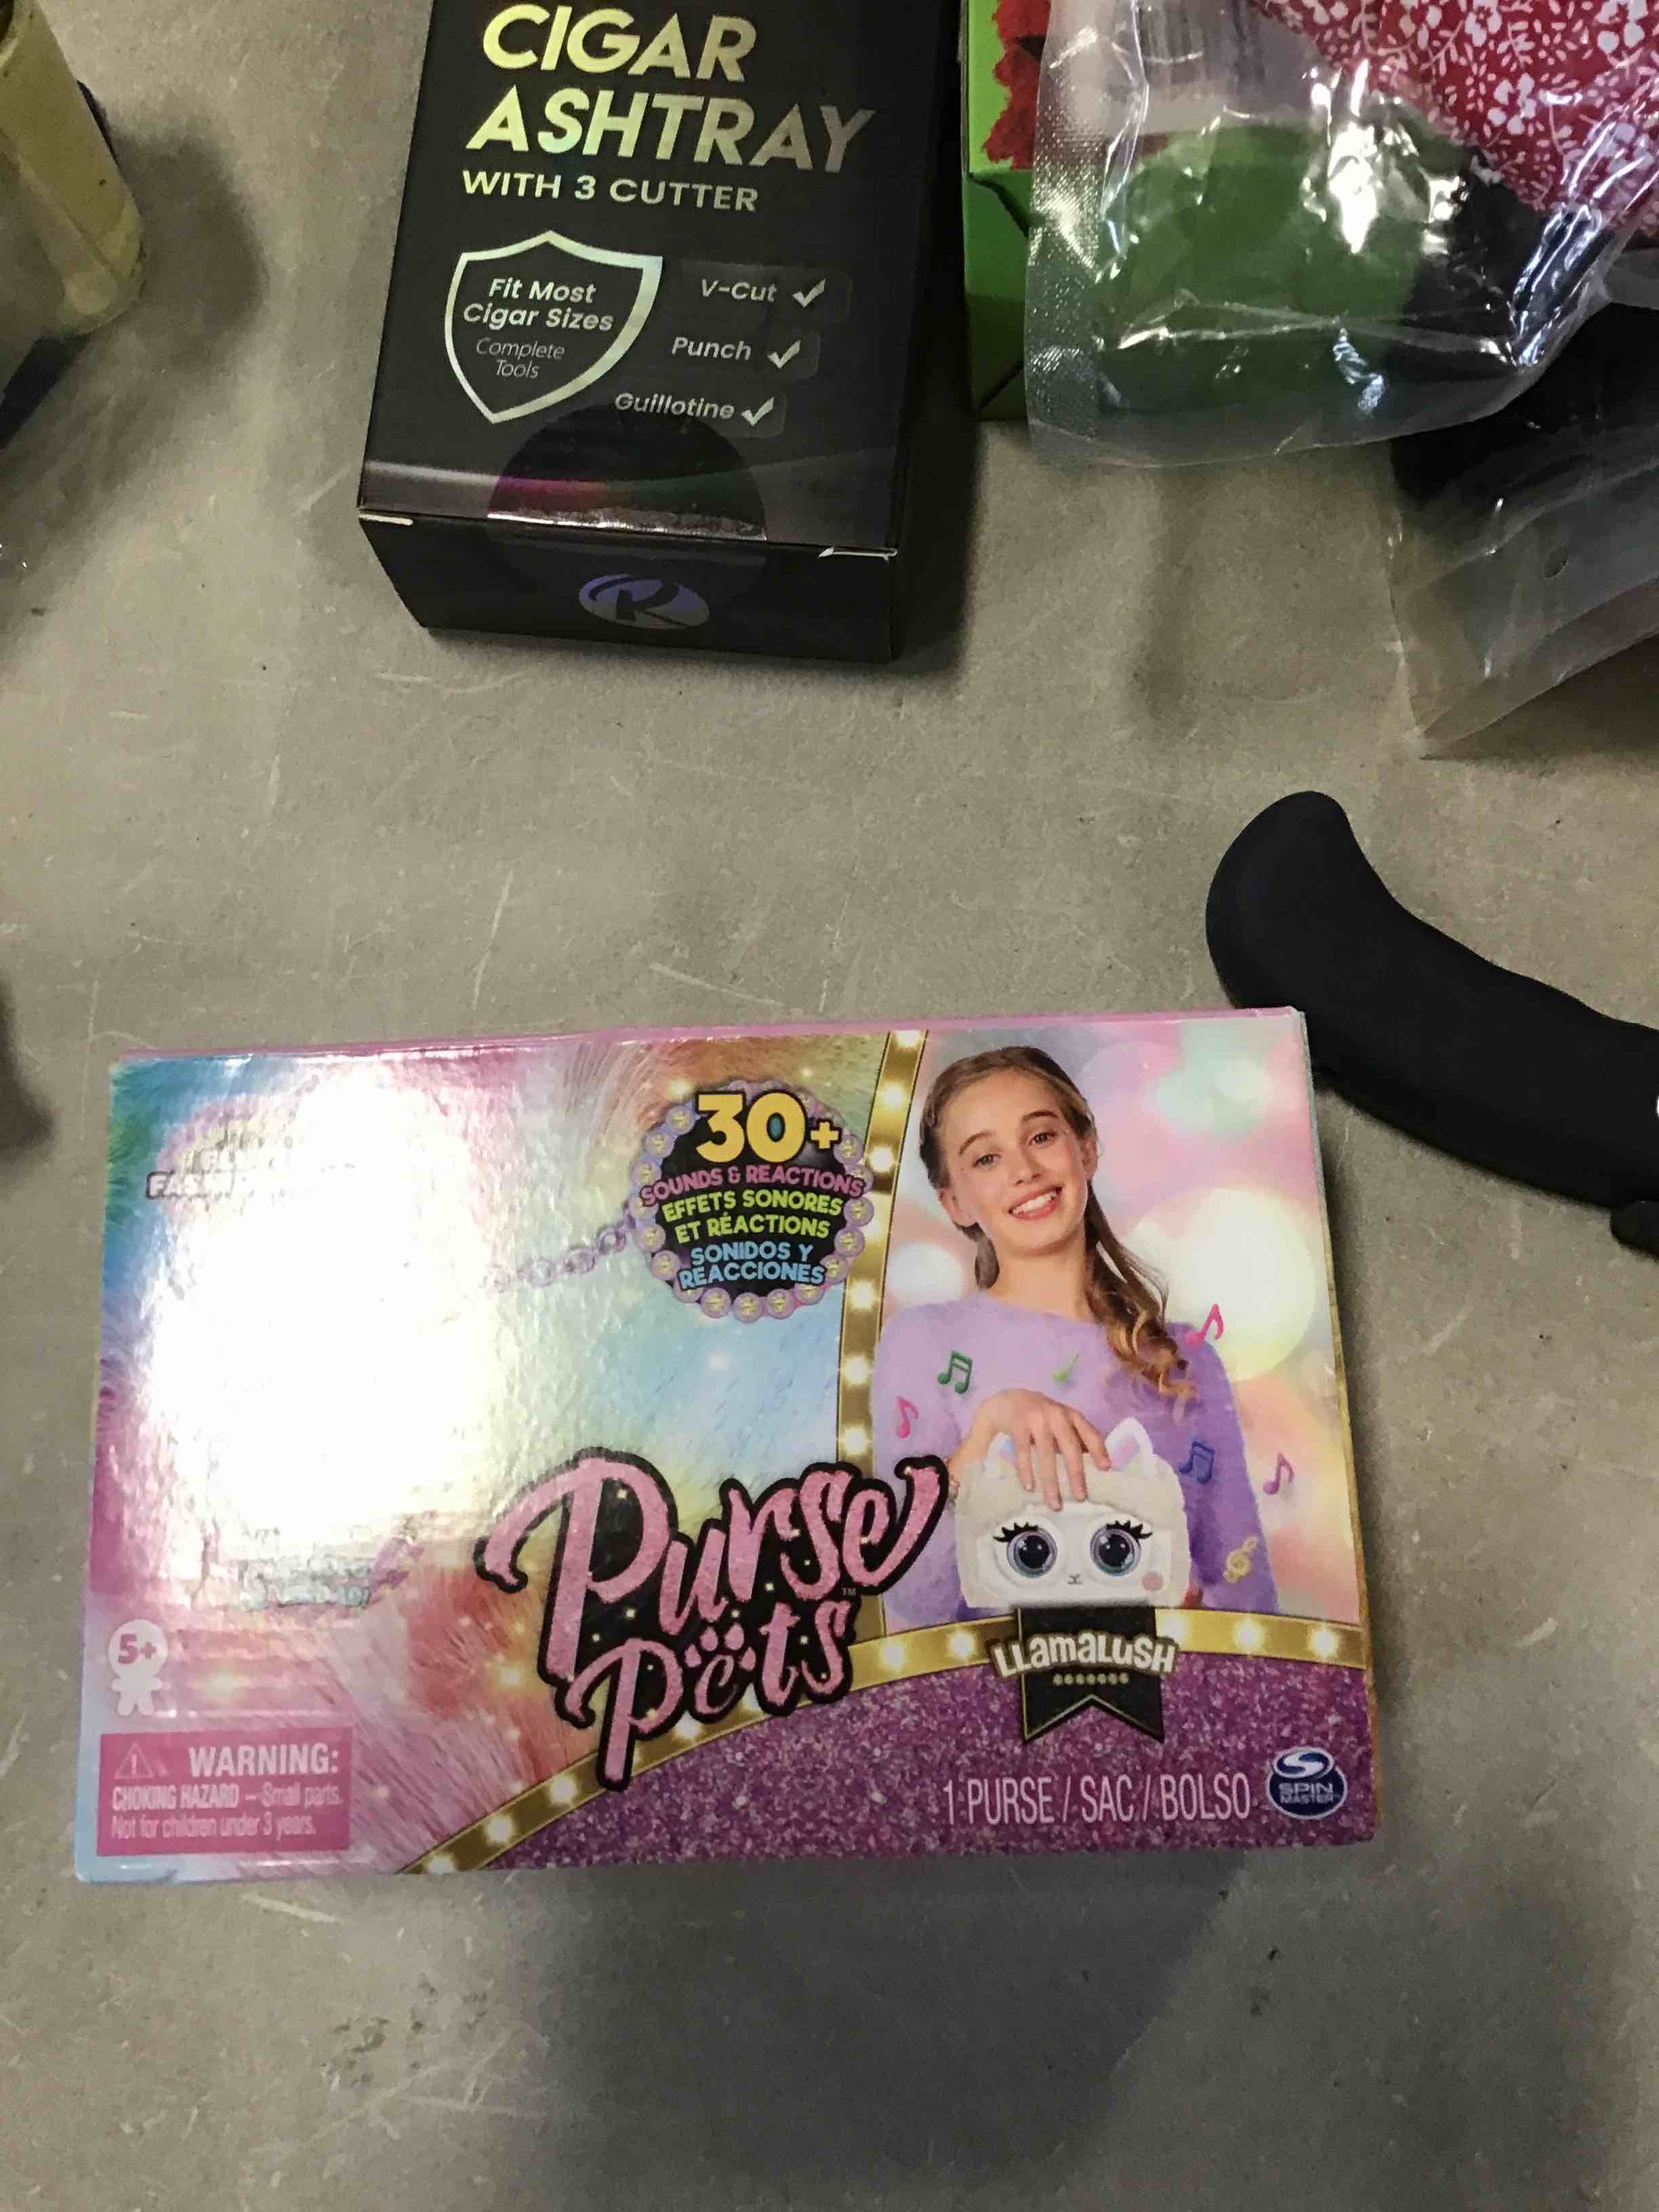 CIGAR
ASHTRAY
WITH 3 CUTTER
Fit Most
Cigar Sizes
Complete
Tools
V-Cut
Punch
Guillotine
30+
SOUNDS & REACTIONS
EFFETS SONORES
ET RÉACTIONS
SONIDOS Y
REACCIONES
Purse
Pets
TM
LLamaLuSH
5+
WARNING:
CHOKING HAZARD – Small parts.
Not for children under 3 years.
1 PURSE / SAC / BOLSO
SPIN
MASTER